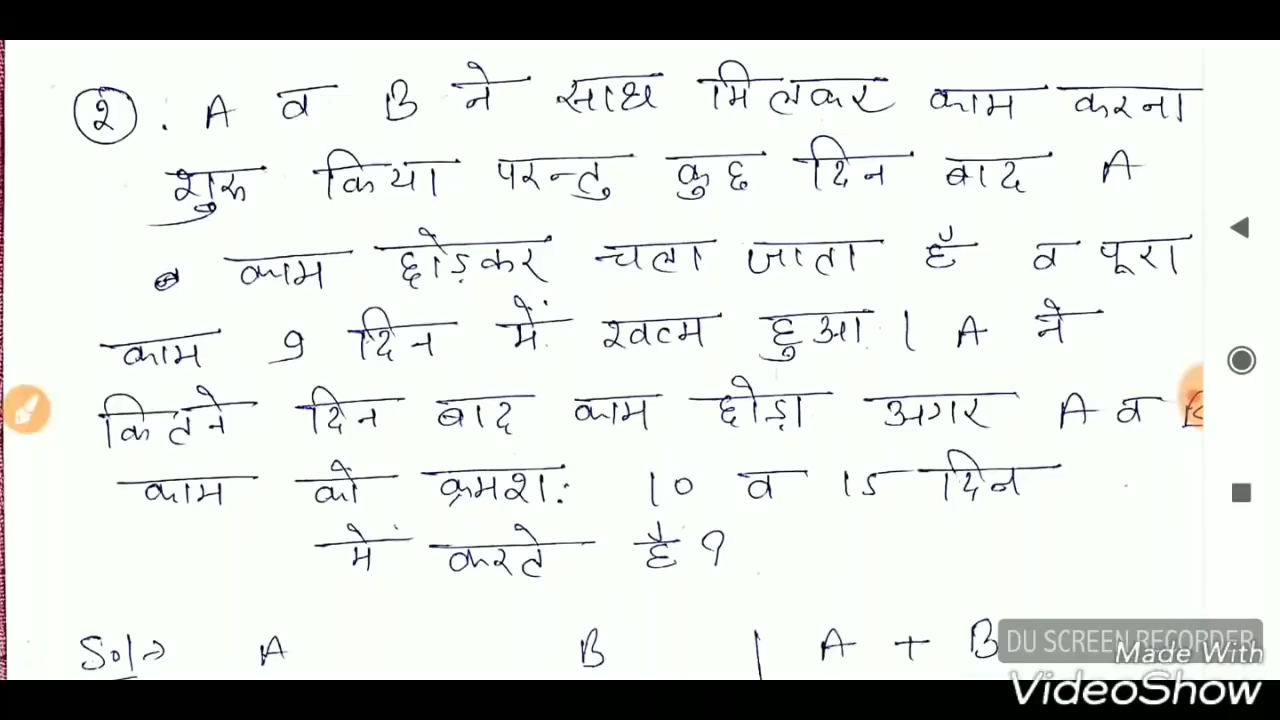 २. A व B ने साथ मिलकर काम करना
शुरू किया परन्तु कुछ दिन बाद A
काम छोड़कर चला जाता है व पूरा
काम 9 दिन में खत्म हुआ। A ने
कितने दिन बाद काम छोड़ा अगर A व B
काम को क्रमशः 10 व 15 दिन
में करते है ?
Sol→ A B | A + B
DU SCREEN RECORDER
Made With
VideoShow